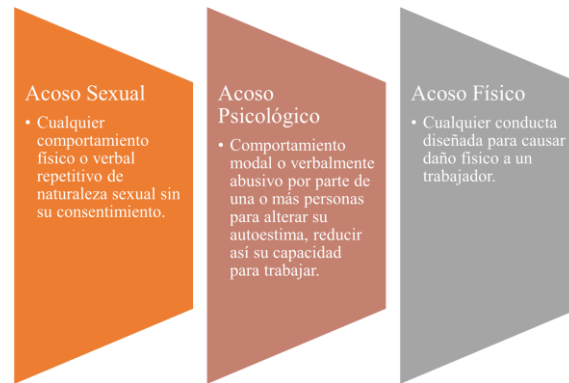 Acoso Sexual
• Cualquier
comportamiento
físico o verbal
repetitivo de
naturaleza sexual sin
su consentimiento.
Acoso
Psicológico
• Comportamiento
modal o verbalmente
abusivo por parte de
una o más personas
para alterar su
autoestima, reducir
así su capacidad
para trabajar.
Acoso Físico
• Cualquier conducta
diseñada para causar
daño físico a un
trabajador.